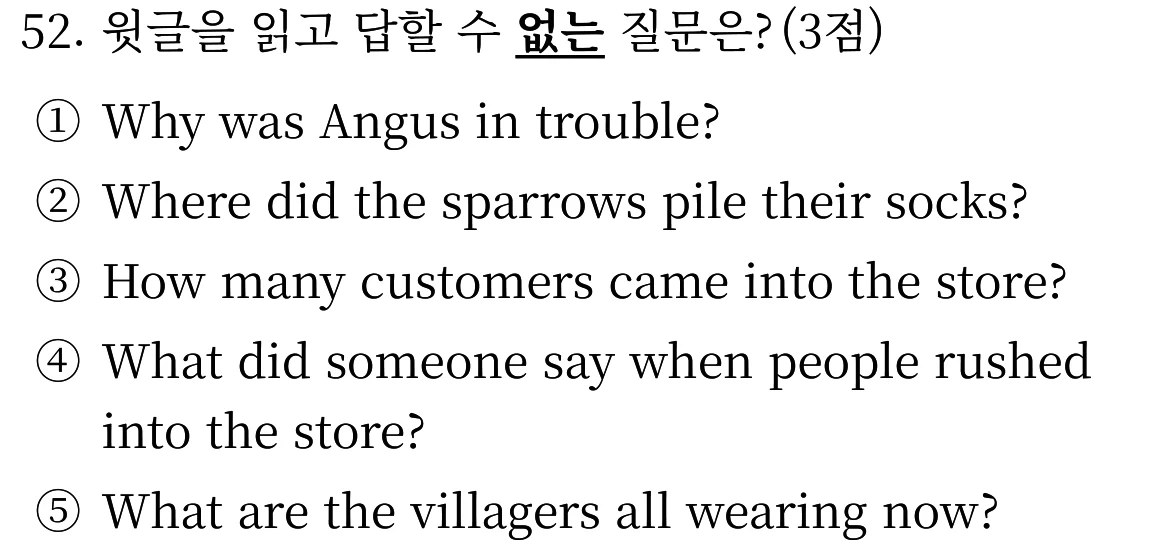 52. 윗글을 읽고 답할 수 없는 질문은?(3점)
① Why was Angus in trouble?
② Where did the sparrows pile their socks?
③ How many customers came into the store?
④ What did someone say when people rushed
into the store?
⑤ What are the villagers all wearing now?